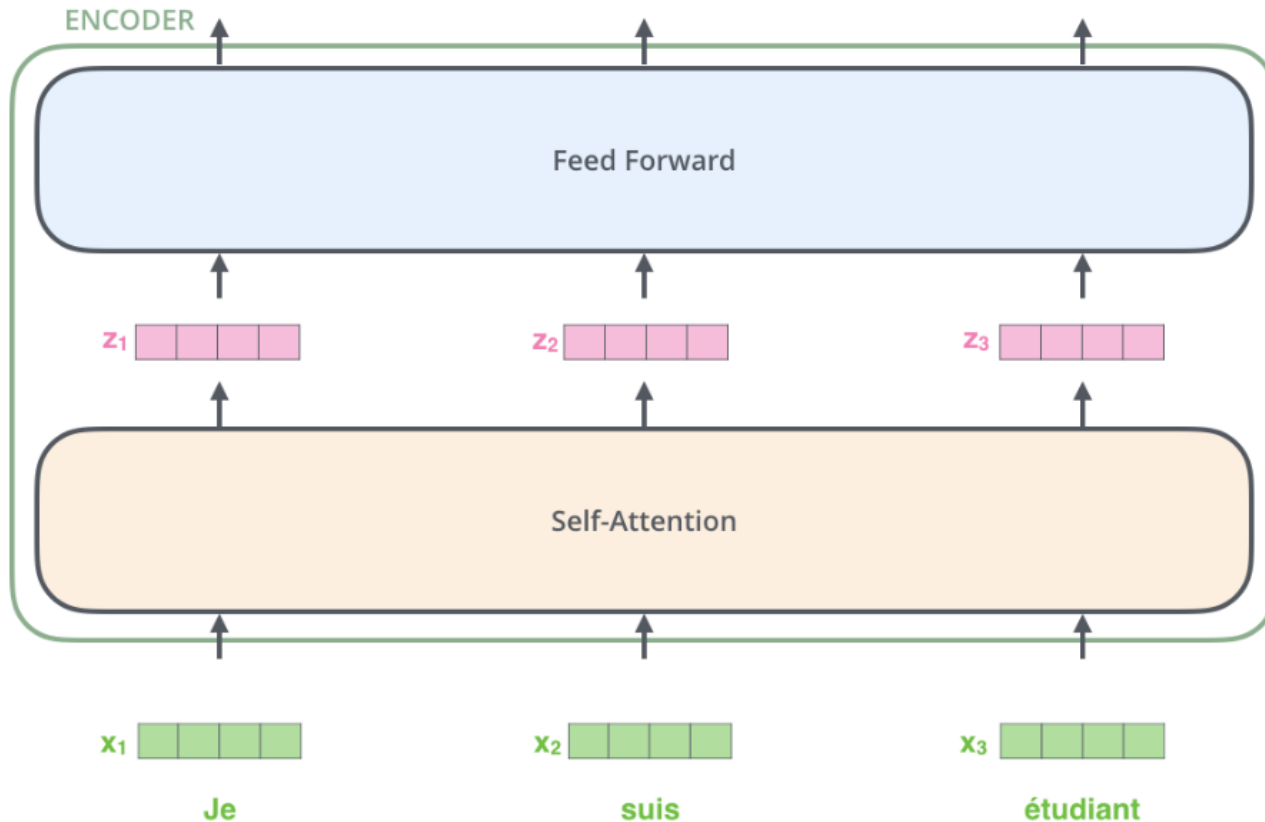 ENCODER
Feed Forward
z₁ z₂ z₃
Self-Attention
x₁ x₂ x₃
Je suis étudiant